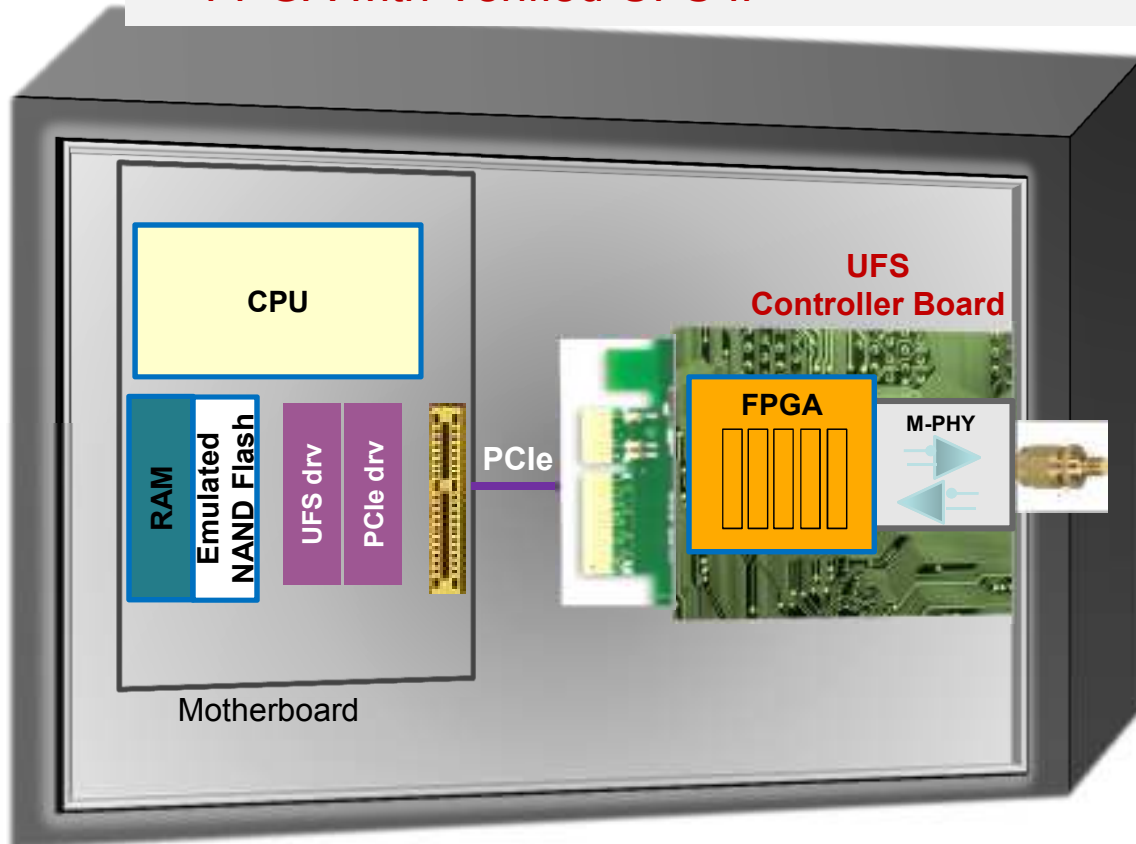 UFS
Controller Board
CPU
FPGA
M-PHY
PCIe
RAM
Emulated
NAND Flash
UFS drv
PCIe drv
Motherboard